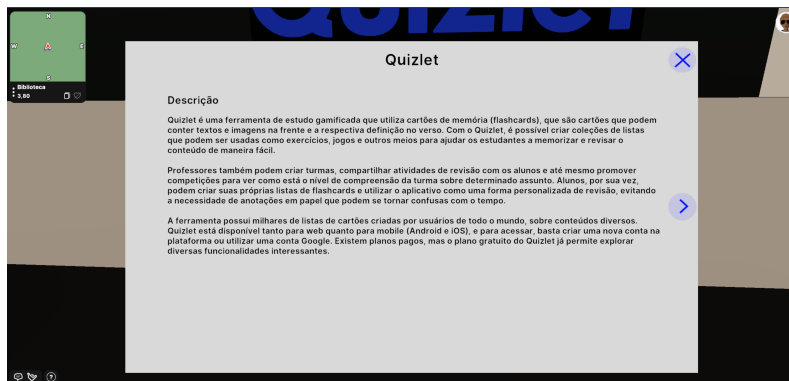 Quizlet
N
W
E
S
Biblioteca
3,80
Quizlet
Descrição
Quizlet é uma ferramenta de estudo gamificada que utiliza cartões de memória (flashcards), que são cartões que podem
conter textos e imagens na frente e a respectiva definição no verso. Com o Quizlet, é possível criar coleções de listas
que podem ser usadas como exercícios, jogos e outros meios para ajudar os estudantes a memorizar e revisar o
conteúdo de maneira fácil.
Professores também podem criar turmas, compartilhar atividades de revisão com os alunos e até mesmo promover
competições para ver como está o nível de compreensão da turma sobre determinado assunto. Alunos, por sua vez,
podem criar suas próprias listas de flashcards e utilizar o aplicativo como uma forma personalizada de revisão, evitando
a necessidade de anotações em papel que podem se tornar confusas com o tempo.
A ferramenta possui milhares de listas de cartões criadas por usuários de todo o mundo, sobre conteúdos diversos.
Quizlet está disponível tanto para web quanto para mobile (Android e iOS), e para acessar, basta criar uma nova conta na
plataforma ou utilizar uma conta Google. Existem planos pagos, mas o plano gratuito do Quizlet já permite explorar
diversas funcionalidades interessantes.
?